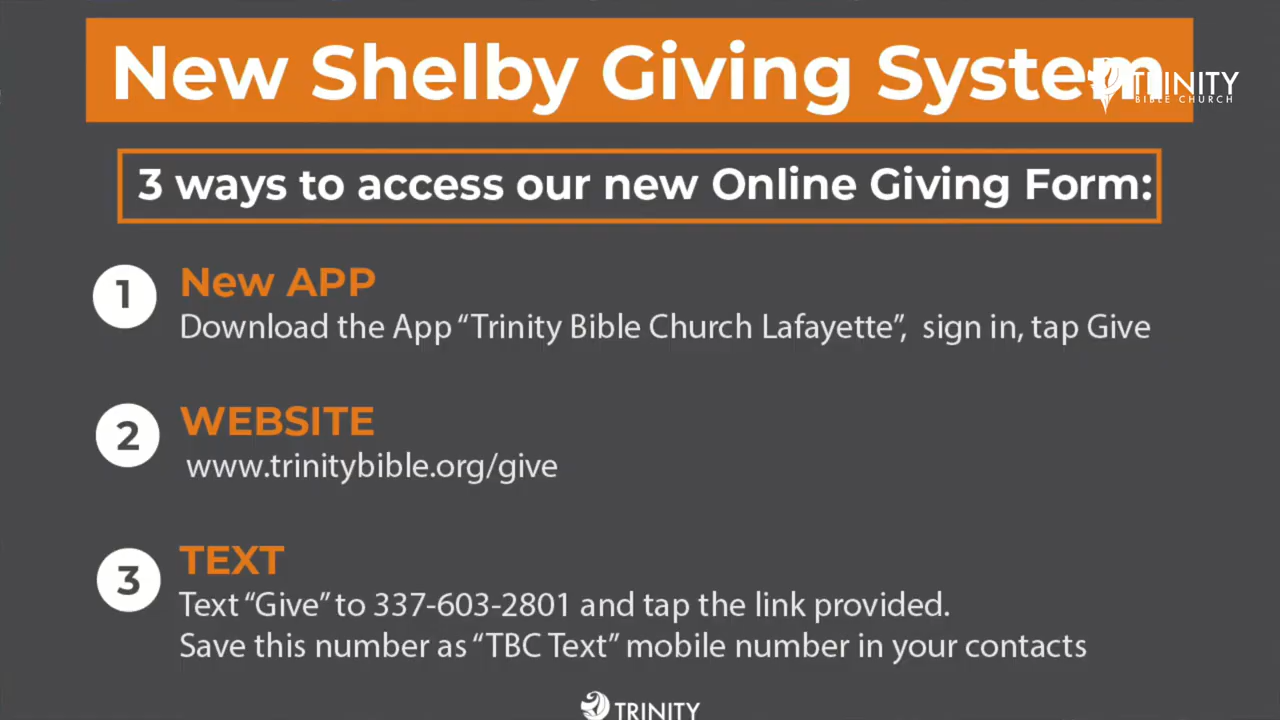 New Shelby Giving System
TRINITY
BIBLE CHURCH
3 ways to access our new Online Giving Form:
1
New APP
Download the App “Trinity Bible Church Lafayette”, sign in, tap Give
2
WEBSITE
www.trinitybible.org/give
3
TEXT
Text “Give” to 337-603-2801 and tap the link provided.
Save this number as “TBC Text” mobile number in your contacts
TRINITY